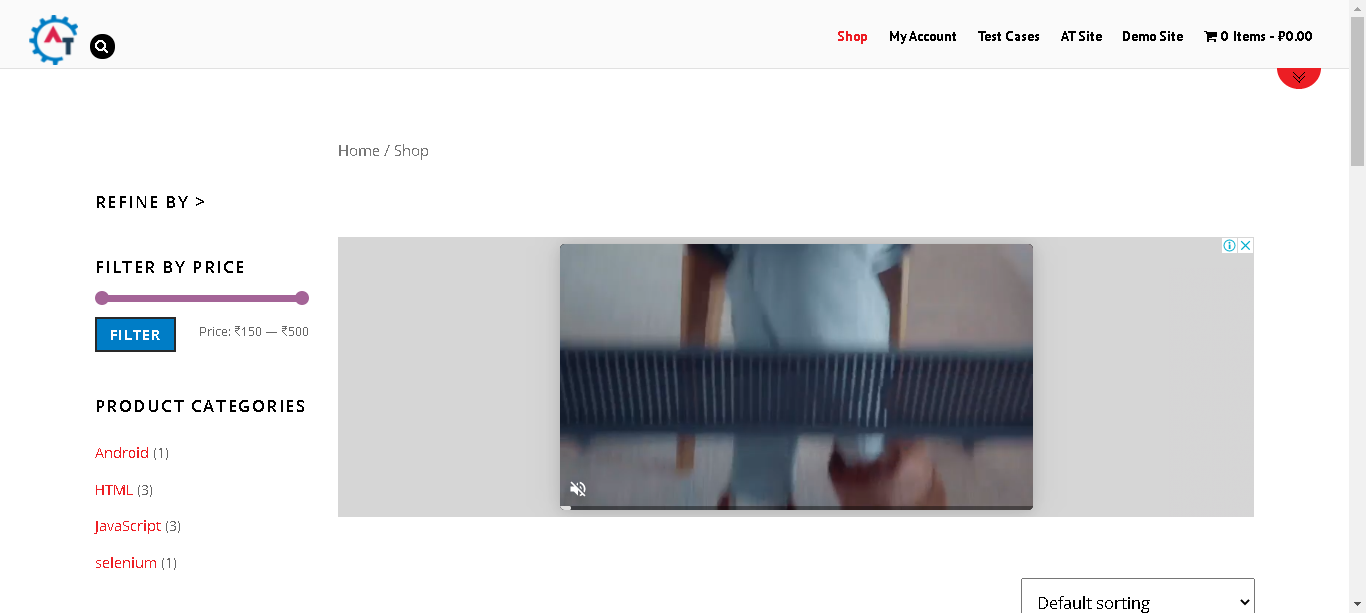 AT
Shop My Account Test Cases AT Site Demo Site 0 Items - ₽0.00
Home / Shop
REFINE BY >
FILTER BY PRICE
FILTER Price: ₹150 — ₹500
PRODUCT CATEGORIES
Android (1)
HTML (3)
JavaScript (3)
selenium (1)
Default sorting